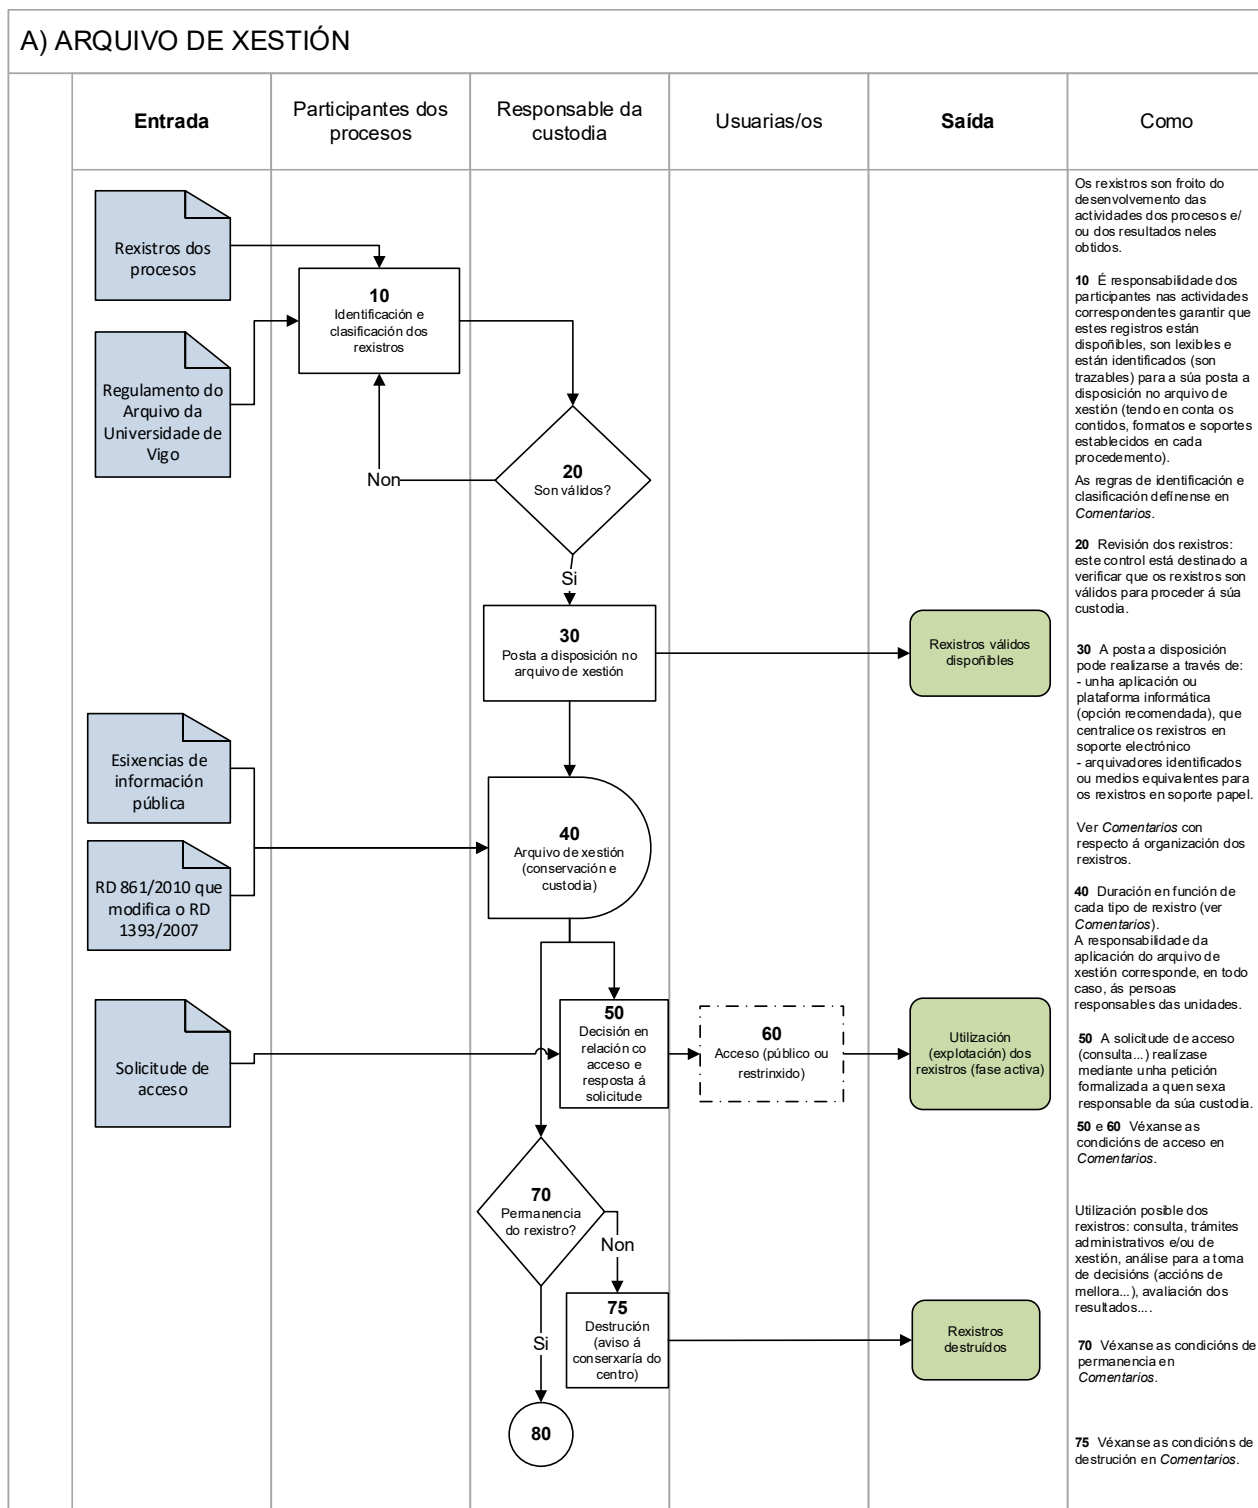 A) ARQUIVO DE XESTIÓN
Entrada
Participantes dos
procesos
Responsable da
custodia
Usuarias/os
Saída
Como
Rexistros dos
procesos
Regulamento do
Arquivo da
Universidade de
Vigo
10
Identificación e
clasificación dos
rexistros
20
Son válidos?
Non
Si
30
Posta a disposición no
arquivo de xestión
Rexistros válidos
dispoñibles
Esixencias de
información
pública
RD 861/2010 que
modifica o RD
1393/2007
40
Arquivo de xestión
(conservación e
custodia)
Solicitude de
acceso
50
Decisión en
relación co
acceso e
resposta á
solicitude
60
Acceso (público ou
restrinxido)
Utilización
(explotación) dos
rexistros (fase activa)
70
Permanencia
do rexistro?
Non
Si
75
Destrución
(aviso á
conserxaría do
centro)
Rexistros
destruídos
80
Os rexistros son froito do
desenvolvemento das
actividades dos procesos e/
ou dos resultados neles
obtidos.
10 É responsabilidade dos
participantes nas actividades
correspondentes garantir que
estes registros están
dispoñibles, son lexibles e
están identificados (son
trazables) para a súa posta a
disposición no arquivo de
xestión (tendo en conta os
contidos, formatos e soportes
establecidos en cada
procedemento).
As regras de identificación e
clasificación defínense en
Comentarios.
20 Revisión dos rexistros:
este control está destinado a
verificar que os rexistros son
válidos para proceder á súa
custodia.
30 A posta a disposición
pode realizarse a través de:
- unha aplicación ou
plataforma informática
(opción recomendada), que
centralice os rexistros en
soporte electrónico
- arquivadores identificados
ou medios equivalentes para
os rexistros en soporte papel.
Ver Comentarios con
respecto á organización dos
rexistros.
40 Duración en función de
cada tipo de rexistro (ver
Comentarios).
A responsabilidade da
aplicación do arquivo de
xestión corresponde, en todo
caso, ás persoas
responsables das unidades.
50 A solicitude de acceso
(consulta...) realízase
mediante unha petición
formalizada a quen sexa
responsable da súa custodia.
50 e 60 Véxanse as
condicións de acceso en
Comentarios.
Utilización posible dos
rexistros: consulta, trámites
administrativos e/ou de
xestión, análise para a toma
de decisións (accións de
mellora...), avaliación dos
resultados....
70 Véxanse as condicións de
permanencia en
Comentarios.
75 Véxanse as condicións de
destrución en Comentarios.